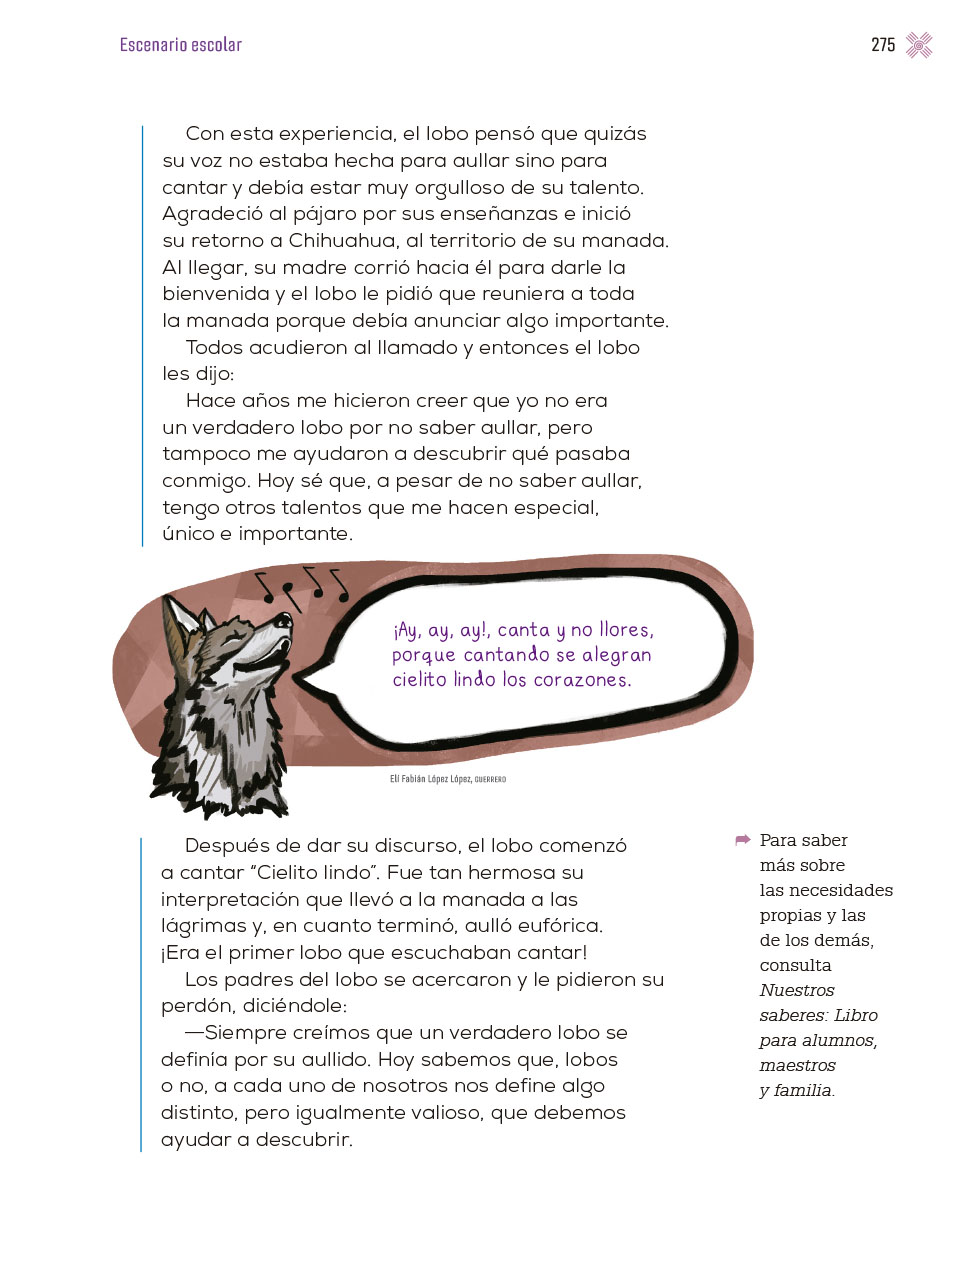 Escenario escolar
275
Con esta experiencia, el lobo pensó que quizás
su voz no estaba hecha para aullar sino para
cantar y debía estar muy orgulloso de su talento.
Agradeció al pájaro por sus enseñanzas e inició
su retorno a Chihuahua, al territorio de su manada.
Al llegar, su madre corrió hacia él para darle la
bienvenida y el lobo le pidió que reuniera a toda
la manada porque debía anunciar algo importante.
Todos acudieron al llamado y entonces el lobo
les dijo:
Hace años me hicieron creer que yo no era
un verdadero lobo por no saber aullar, pero
tampoco me ayudaron a descubrir qué pasaba
conmigo. Hoy sé que, a pesar de no saber aullar,
tengo otros talentos que me hacen especial,
único e importante.
¡Ay, ay, ay!, canta y no llores,
porque cantando se alegran
cielito lindo los corazones.
Elí Fabián López López, GUERRERO
Después de dar su discurso, el lobo comenzó
a cantar “Cielito lindo”. Fue tan hermosa su
interpretación que llevó a la manada a las
lágrimas y, en cuanto terminó, aulló eufórica.
¡Era el primer lobo que escuchaban cantar!
Los padres del lobo se acercaron y le pidieron su
perdón, diciéndole:
—Siempre creímos que un verdadero lobo se
definía por su aullido. Hoy sabemos que, lobos
o no, a cada uno de nosotros nos define algo
distinto, pero igualmente valioso, que debemos
ayudar a descubrir.
Para saber
más sobre
las necesidades
propias y las
de los demás,
consulta
Nuestros
saberes: Libro
para alumnos,
maestros
y familia.